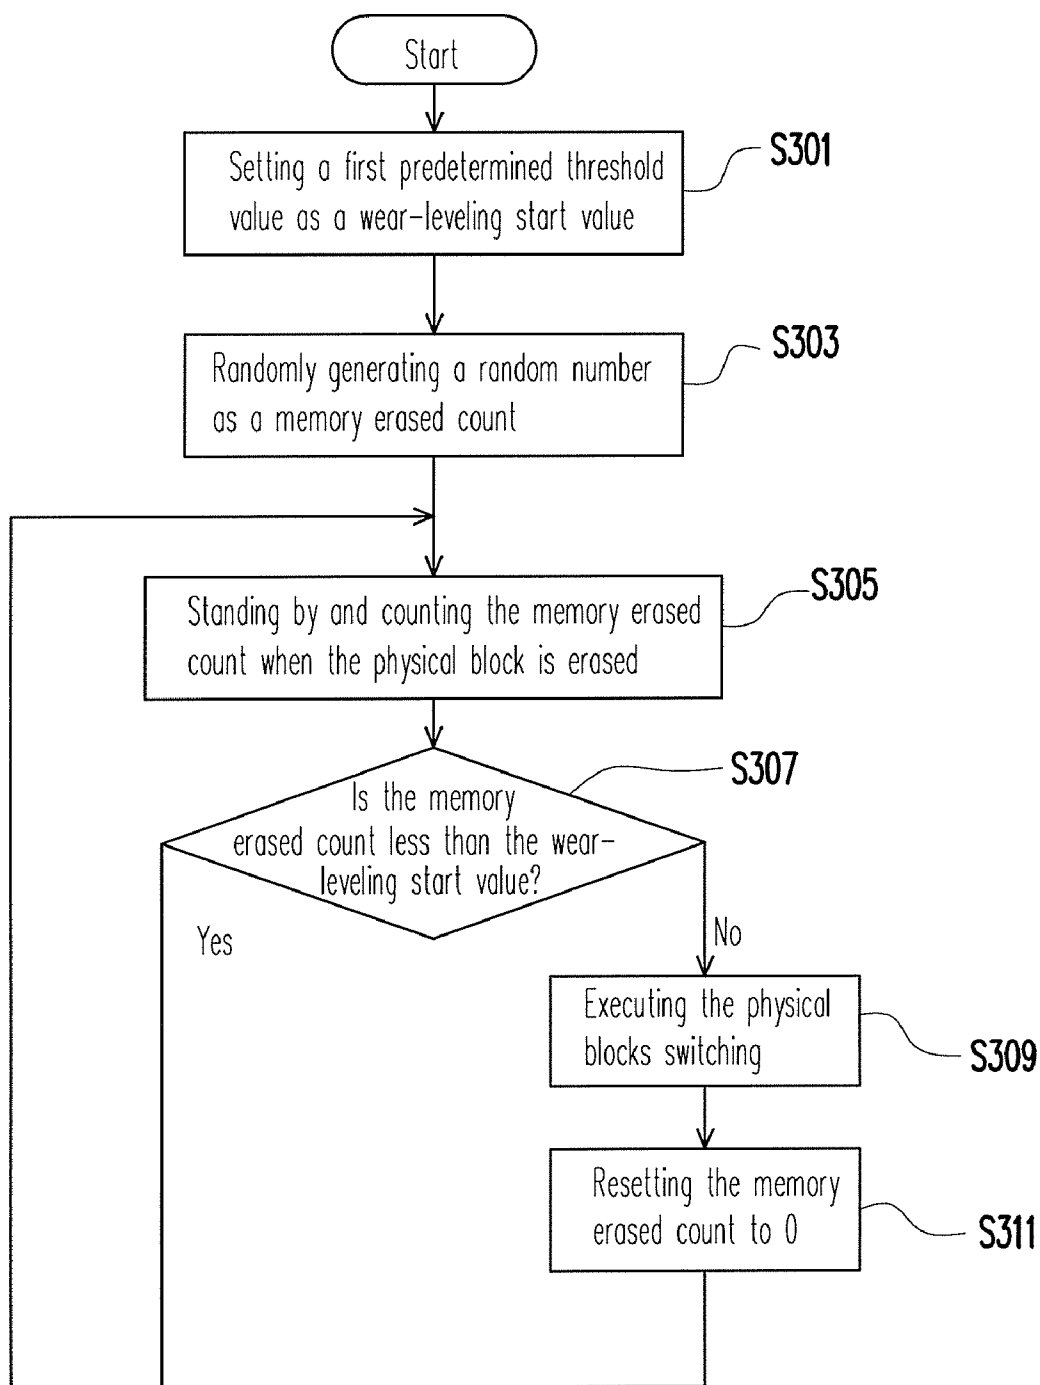 Start
Setting a first predetermined threshold
value as a wear-leveling start value
S301
Randomly generating a random number
as a memory erased count
S303
Standing by and counting the memory erased
count when the physical block is erased
S305
Is the memory
erased count less than the wear-
leveling start value?
S307
Yes
No
Executing the physical
blocks switching
S309
Resetting the memory
erased count to 0
S311